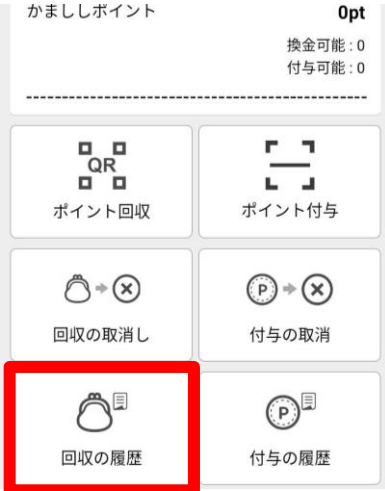 かまししポイント 0pt
換金可能 : 0
付与可能 : 0
QR
ポイント回収 ポイント付与
回収の取消し P 付与の取消
P
回収の履歴 付与の履歴